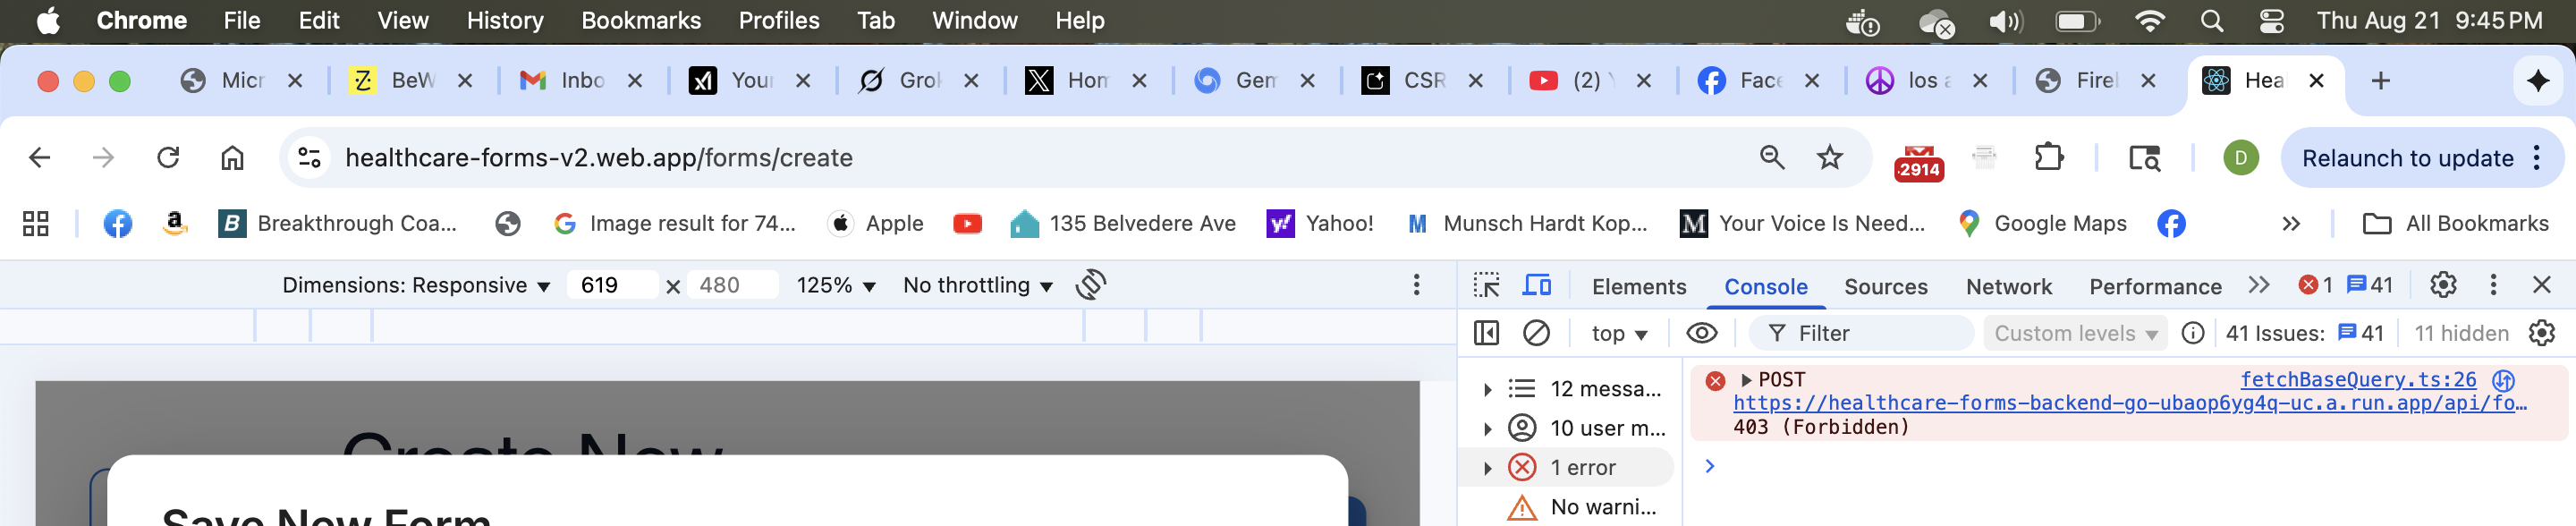 Chrome File Edit View History Bookmarks Profiles Tab Window Help Thu Aug 21 9:45 PM
Micr BeW Inbo Your Grok Hom Gem CSR (2) Face los a Fire Hea
healthcare-forms-v2.web.app/forms/create 2914 D Relaunch to update
Breakthrough Coa... Image result for 74... Apple 135 Belvedere Ave Yahoo! Munsch Hardt Kop... Your Voice Is Need... Google Maps All Bookmarks
Dimensions: Responsive 619 × 480 125% No throttling Elements Console Sources Network Performance 1 41
top Filter Custom levels 41 Issues: 41 11 hidden
12 messa... POST fetchBaseQuery.ts:26
https://healthcare-forms-backend-go-ubaop6yg4q-uc.a.run.app/api/fo…
10 user m... 403 (Forbidden)
Create New
1 error
Save New Form
No warni...